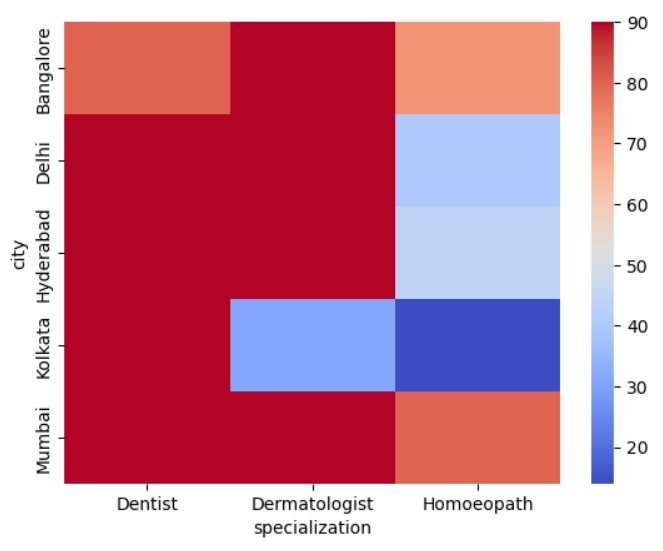 city
Bangalore
Delhi
Hyderabad
Kolkata
Mumbai
Dentist Dermatologist Homoeopath
specialization
90
80
70
60
50
40
30
20